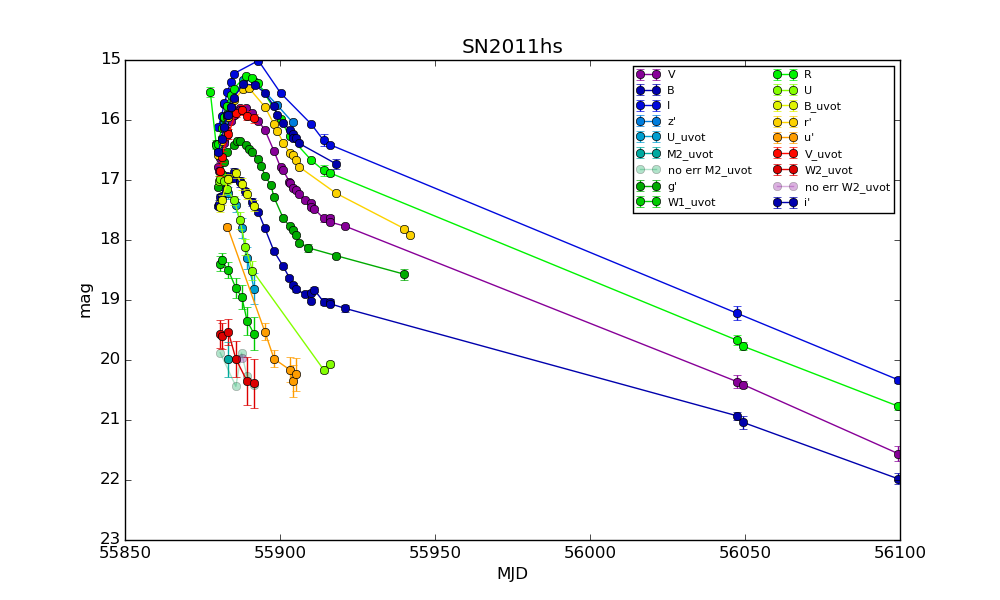 SN2011hs
15
16
17
18
19
20
21
22
23
mag
55850
55900
55950
56000
56050
56100
MJD
V
B
I
z'
U_uvot
M2_uvot
no err M2_uvot
g'
W1_uvot
R
U
B_uvot
r'
u'
V_uvot
W2_uvot
no err W2_uvot
i'